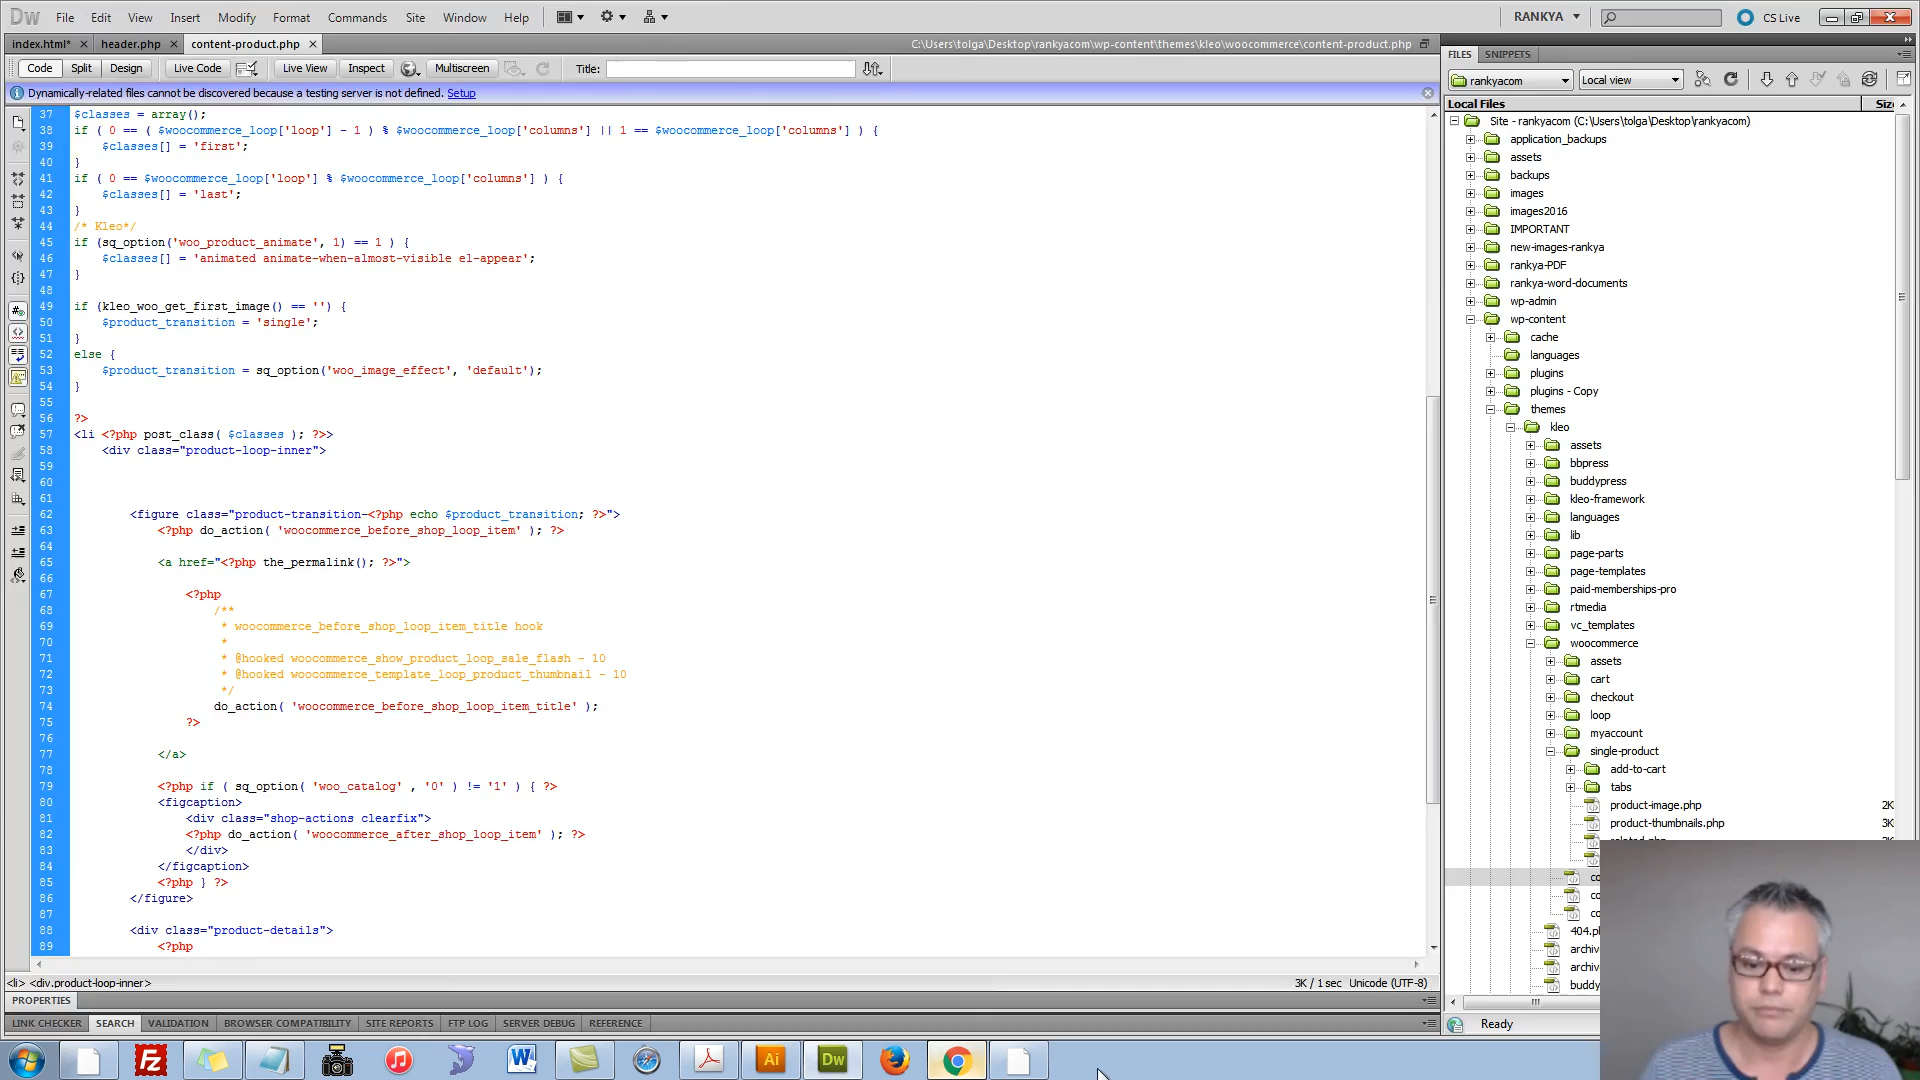 Dw File Edit View Insert Modify Format Commands Site Window Help RANKYA CS Live
index.html* header.php content-product.php C:\Users\tolga\Desktop\rankyacom\wp-content\themes\kleo\woocommerce\content-product.php
Code Split Design Live Code Live View Inspect Multiscreen Title:
Dynamically-related files cannot be discovered because a testing server is not defined. Setup
37 $classes = array();
38 if ( 0 == ( $woocommerce_loop['loop'] - 1 ) % $woocommerce_loop['columns'] || 1 == $woocommerce_loop['columns'] ) {
39 $classes[] = 'first';
40 }
41 if ( 0 == $woocommerce_loop['loop'] % $woocommerce_loop['columns'] ) {
42 $classes[] = 'last';
43 }
44 /* Kleo*/
45 if (sq_option('woo_product_animate', 1) == 1 ) {
46 $classes[] = 'animated animate-when-almost-visible el-appear';
47 }
48
49 if (kleo_woo_get_first_image() == '') {
50 $product_transition = 'single';
51 }
52 else {
53 $product_transition = sq_option('woo_image_effect', 'default');
54 }
55
56 ?>
57 <li <?php post_class( $classes ); ?>>
58 <div class="product-loop-inner">
59
60
61
62 <figure class="product-transition-<?php echo $product_transition; ?>">
63 <?php do_action( 'woocommerce_before_shop_loop_item' ); ?>
64
65 <a href="<?php the_permalink(); ?>">
66
67 <?php
68 /**
69 * woocommerce_before_shop_loop_item_title hook
70 *
71 * @hooked woocommerce_show_product_loop_sale_flash - 10
72 * @hooked woocommerce_template_loop_product_thumbnail - 10
73 */
74 do_action( 'woocommerce_before_shop_loop_item_title' );
75 ?>
76
77 </a>
78
79 <?php if ( sq_option( 'woo_catalog' , '0' ) != '1' ) { ?>
80 <figcaption>
81 <div class="shop-actions clearfix">
82 <?php do_action( 'woocommerce_after_shop_loop_item' ); ?>
83 </div>
84 </figcaption>
85 <?php } ?>
86 </figure>
87
88 <div class="product-details">
89 <?php
<li> <div.product-loop-inner> 3K / 1 sec Unicode (UTF-8)
PROPERTIES
LINK CHECKER SEARCH VALIDATION BROWSER COMPATIBILITY SITE REPORTS FTP LOG SERVER DEBUG REFERENCE
FILES SNIPPETS
rankyacom Local view
Local Files Siz
Site - rankyacom (C:\Users\tolga\Desktop\rankyacom)
application_backups
assets
backups
images
images2016
IMPORTANT
new-images-rankya
rankya-PDF
rankya-word-documents
wp-admin
wp-content
cache
languages
plugins
plugins - Copy
themes
kleo
assets
bbpress
buddypress
kleo-framework
languages
lib
page-parts
page-templates
paid-memberships-pro
rtmedia
vc_templates
woocommerce
assets
cart
checkout
loop
myaccount
single-product
add-to-cart
tabs
product-image.php 2K
product-thumbnails.php 3K
co
co
co
404.p
archiv
archiv
buddy
Ready
Fz W Ai Dw